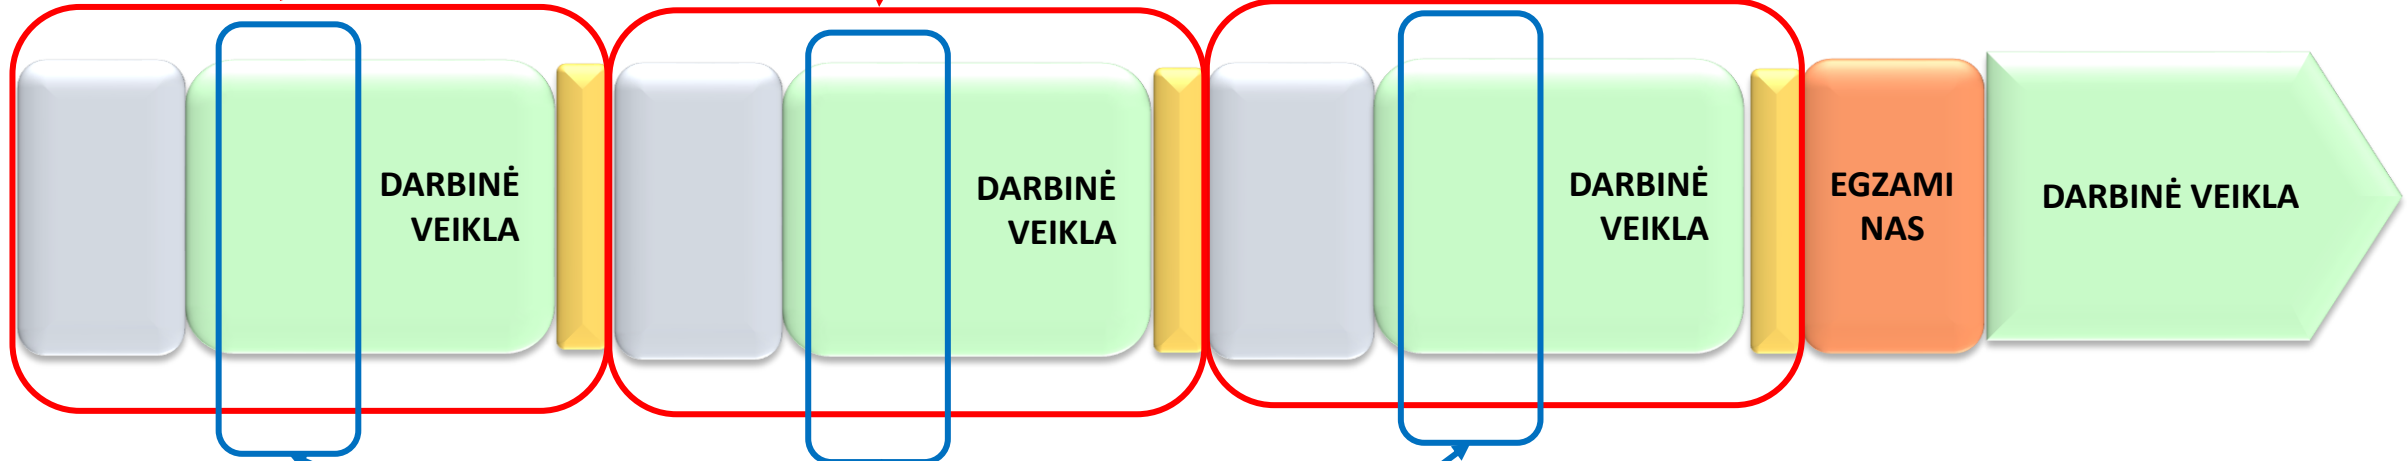 DARBINĖ
VEIKLA
DARBINĖ
VEIKLA
DARBINĖ
VEIKLA
EGZAMI
NAS
DARBINĖ VEIKLA